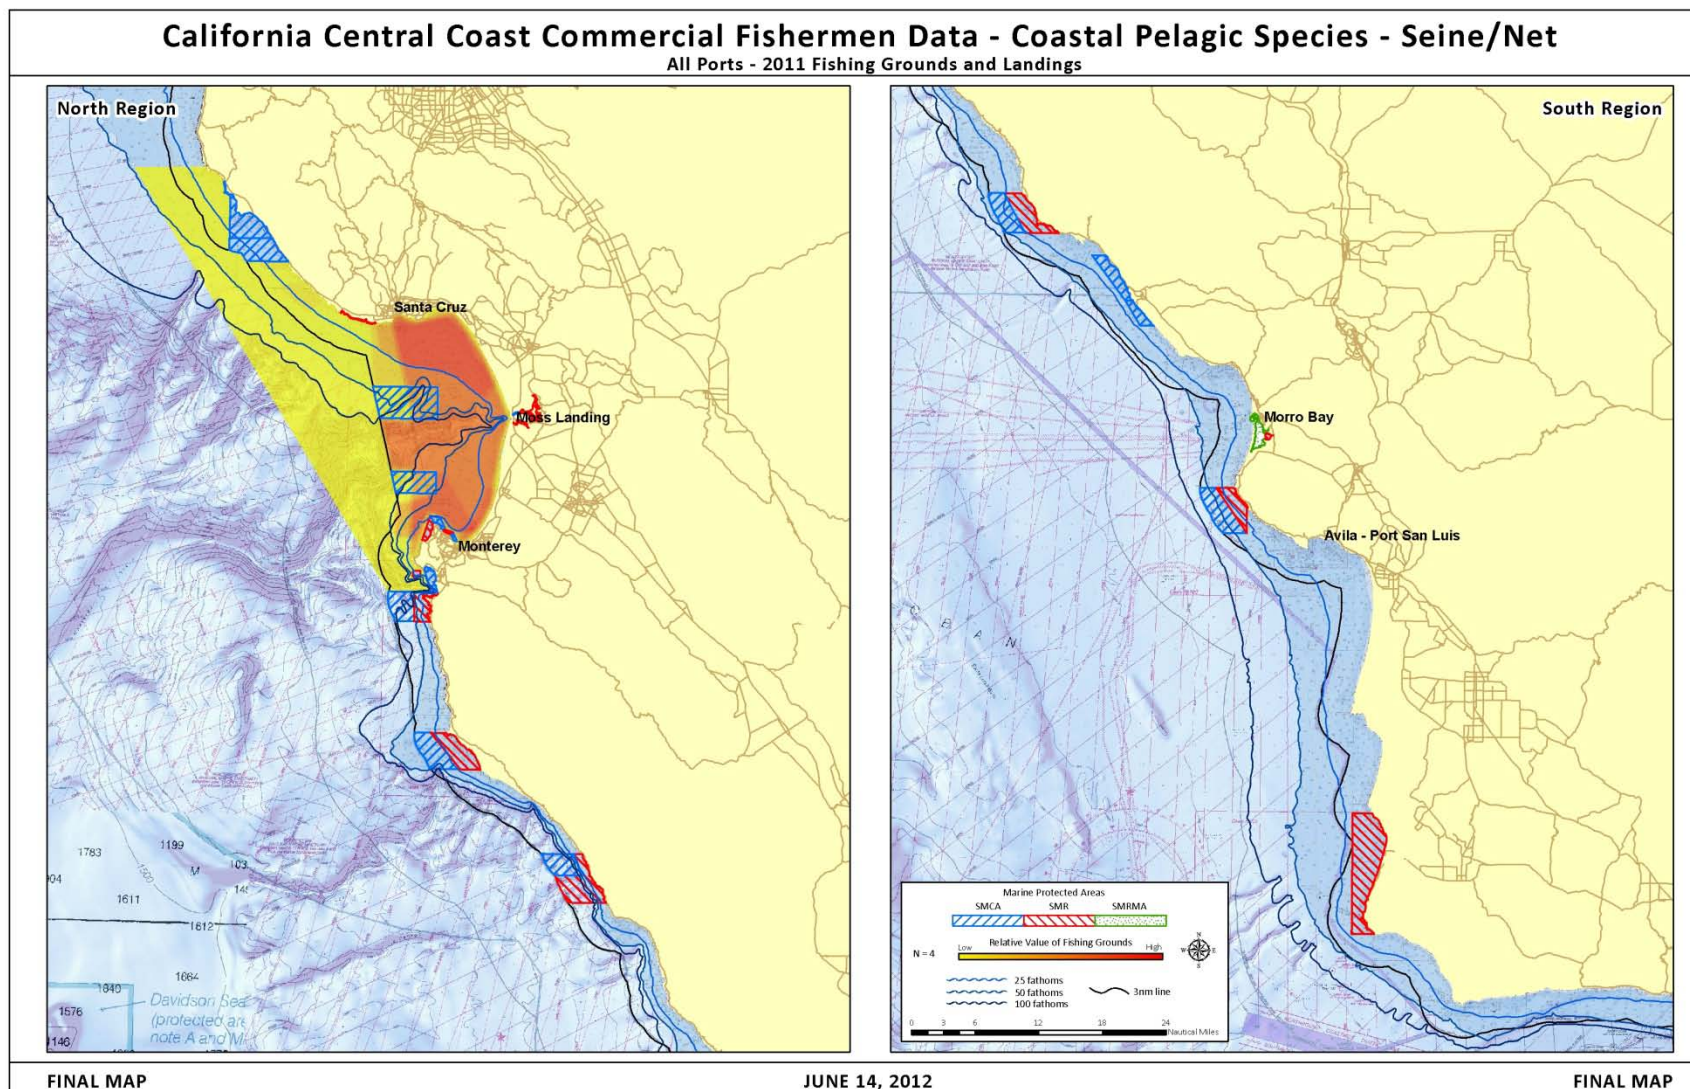 California Central Coast Commercial Fishermen Data - Coastal Pelagic Species - Seine/Net
All Ports - 2011 Fishing Grounds and Landings
North Region
South Region
Santa Cruz
Moss Landing
Monterey
Morro Bay
Avila - Port San Luis
B A N
1783
1199
103
M
1611
1612
1664
1840
1576
1146
Davidson Sea
(protected are
note A and M
Marine Protected Areas
SMCA
SMR
SMRMA
N = 4
Low
Relative Value of Fishing Grounds
High
N
W
E
S
25 fathoms
50 fathoms
100 fathoms
3nm line
0
3
6
12
18
24
Nautical Miles
FINAL MAP
JUNE 14, 2012
FINAL MAP